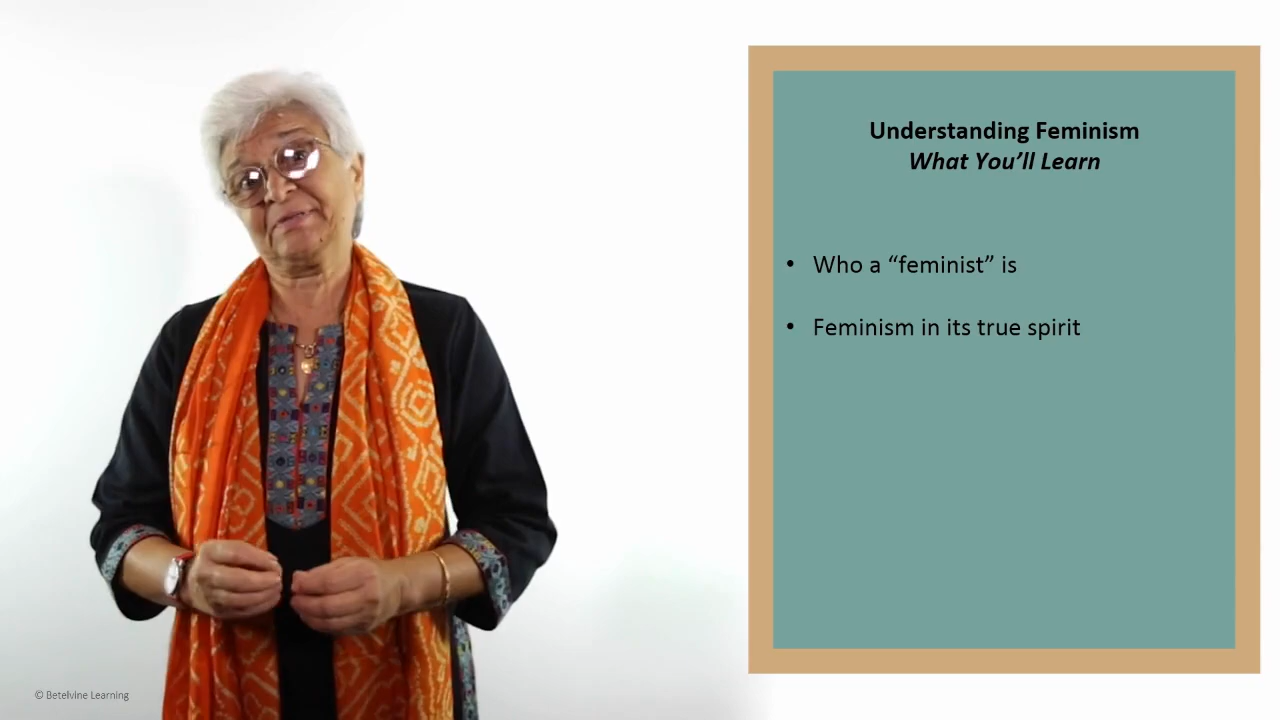 Understanding Feminism
What You’ll Learn
• Who a “feminist” is
• Feminism in its true spirit
© Betelvine Learning